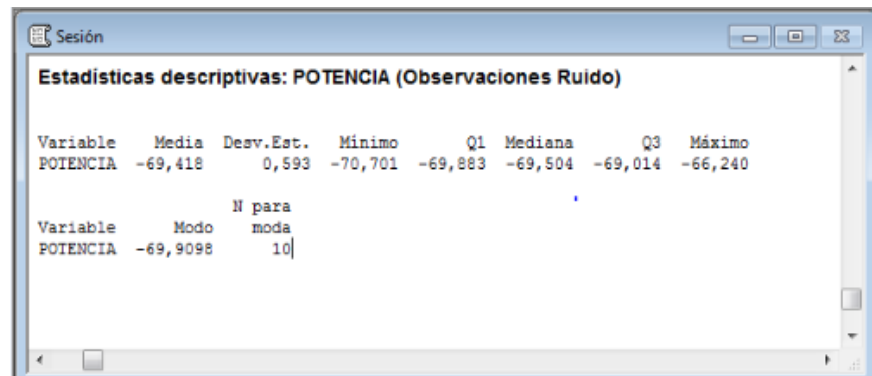 Sesión
Estadísticas descriptivas: POTENCIA (Observaciones Ruido)
Variable Media Desv.Est. Mínimo Q1 Mediana Q3 Máximo
POTENCIA -69,418 0,593 -70,701 -69,883 -69,504 -69,014 -66,240
N para
Variable Modo moda
POTENCIA -69,9098 10